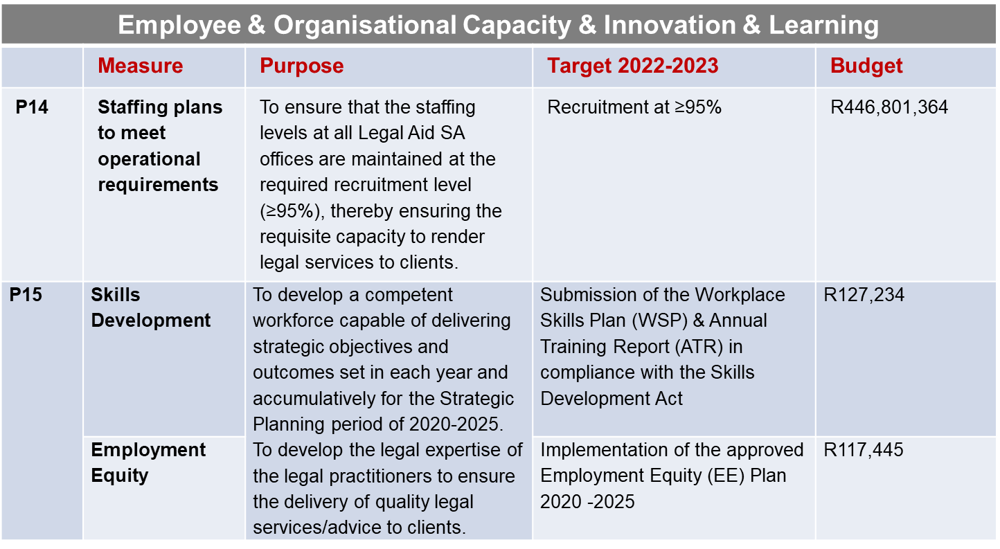 Employee & Organisational Capacity & Innovation & Learning
Measure
Purpose
Target 2022-2023
Budget
P14
Staffing plans
to meet
operational
requirements
To ensure that the staffing
levels at all Legal Aid SA
offices are maintained at the
required recruitment level
(≥95%), thereby ensuring the
requisite capacity to render
legal services to clients.
Recruitment at ≥95%
R446,801,364
P15
Skills
Development
To develop a competent
workforce capable of delivering
strategic objectives and
outcomes set in each year and
accumulatively for the Strategic
Planning period of 2020-2025.
Submission of the Workplace
Skills Plan (WSP) & Annual
Training Report (ATR) in
compliance with the Skills
Development Act
R127,234
Employment
Equity
To develop the legal expertise of
the legal practitioners to ensure
the delivery of quality legal
services/advice to clients.
Implementation of the approved
Employment Equity (EE) Plan
2020 -2025
R117,445